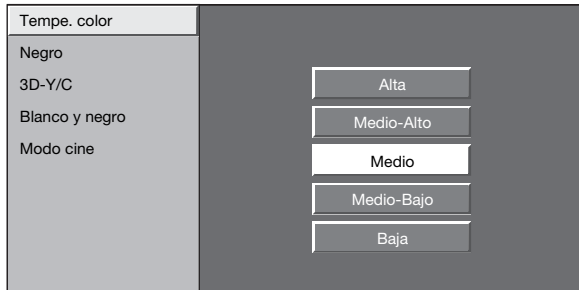 Tempe. color
Negro
3D-Y/C
Blanco y negro
Modo cine
Alta
Medio-Alto
Medio
Medio-Bajo
Baja